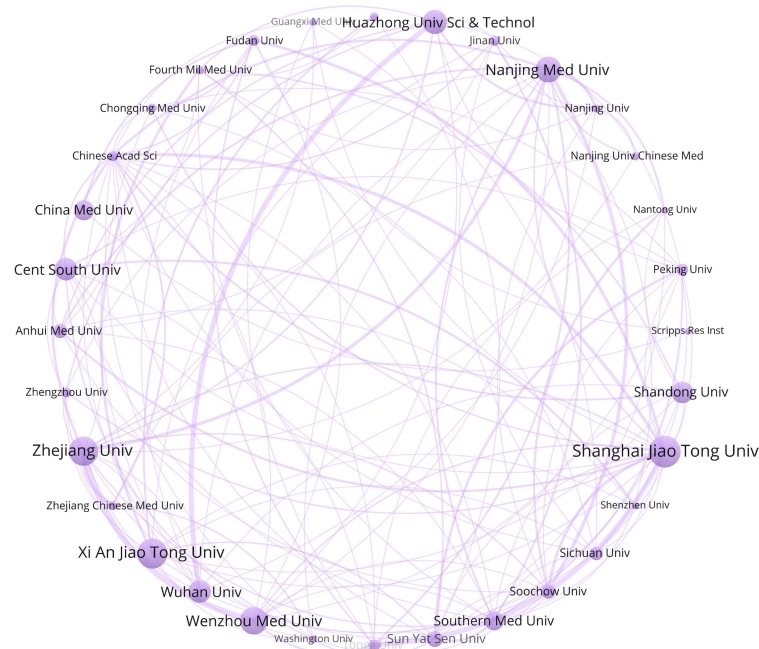 Guangxi Med Univ
Huazhong Univ Sci & Technol
Fudan Univ
Jinan Univ
Fourth Mil Med Univ
Nanjing Med Univ
Chongqing Med Univ
Nanjing Univ
Chinese Acad Sci
Nanjing Univ Chinese Med
China Med Univ
Nantong Univ
Cent South Univ
Peking Univ
Anhui Med Univ
Scripps Res Inst
Zhengzhou Univ
Shandong Univ
Zhejiang Univ
Shanghai Jiao Tong Univ
Zhejiang Chinese Med Univ
Shenzhen Univ
Xi An Jiao Tong Univ
Sichuan Univ
Wuhan Univ
Soochow Univ
Wenzhou Med Univ
Southern Med Univ
Washington Univ
Sun Yat Sen Univ
Tongji Univ